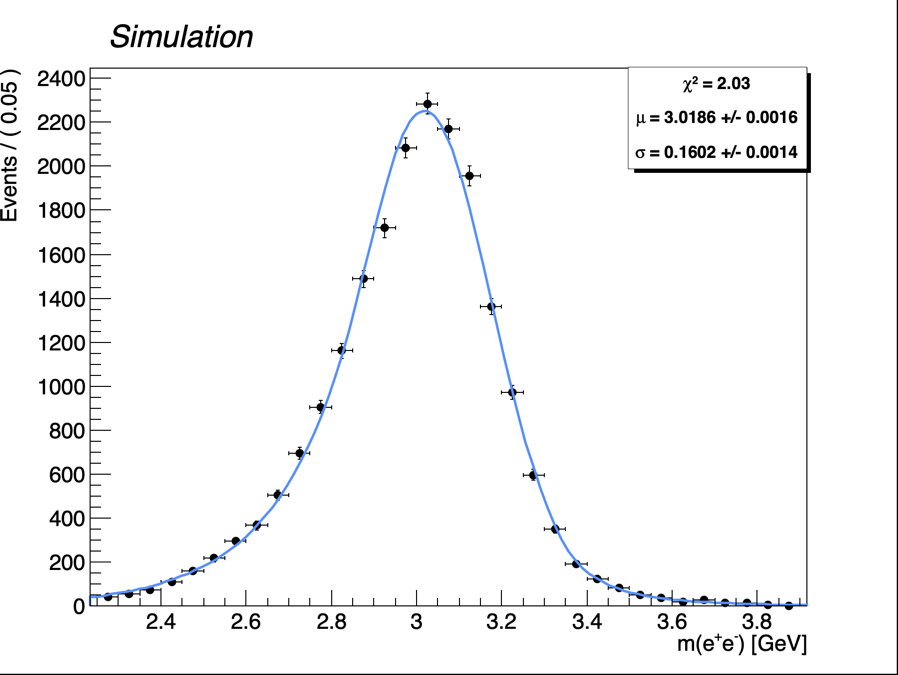 Simulation
Events / ( 0.05 )
χ² = 2.03
μ = 3.0186 +/- 0.0016
σ = 0.1602 +/- 0.0014
2400
2200
2000
1800
1600
1400
1200
1000
800
600
400
200
0
2.4 2.6 2.8 3 3.2 3.4 3.6 3.8
m(e⁺e⁻) [GeV]